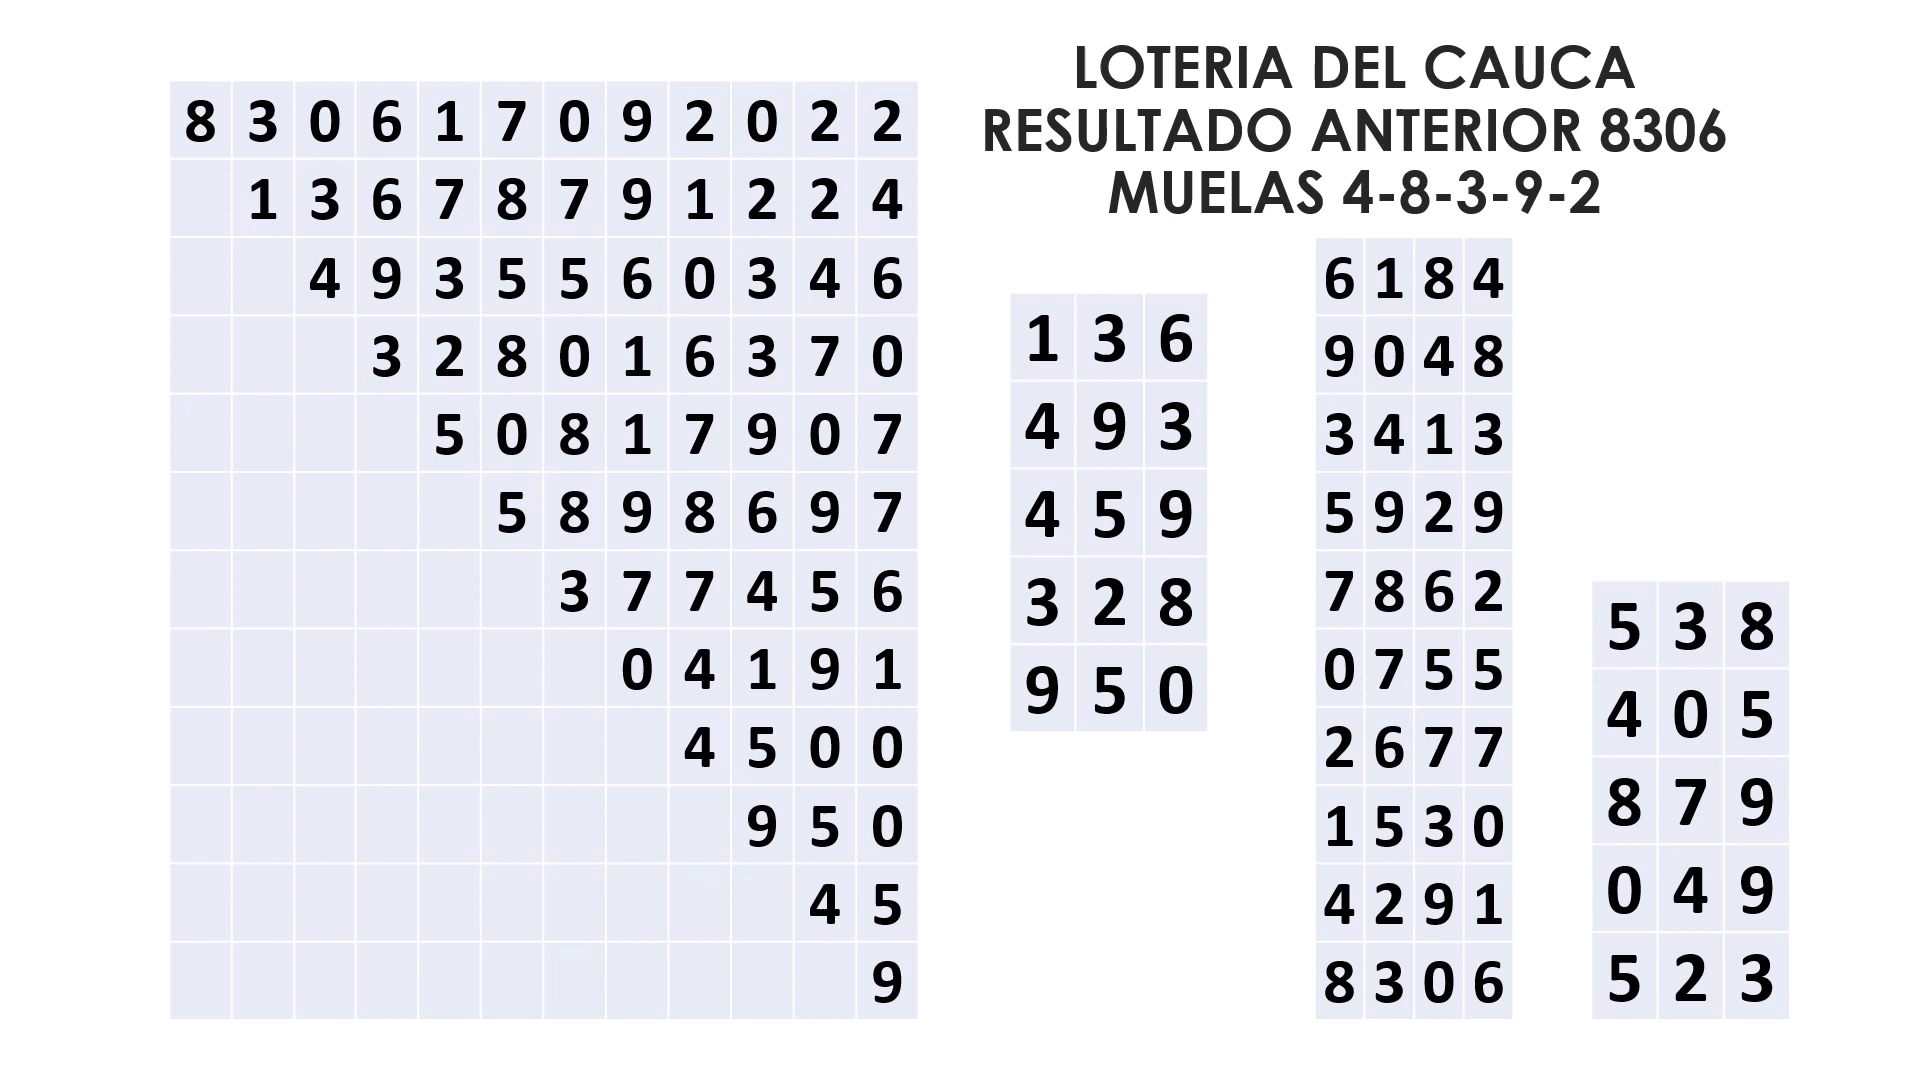 LOTERIA DEL CAUCA
RESULTADO ANTERIOR 8306
MUELAS 4-8-3-9-2
8 3 0 6 1 7 0 9 2 0 2 2
1 3 6 7 8 7 9 1 2 2 4
4 9 3 5 5 6 0 3 4 6
3 2 8 0 1 6 3 7 0
5 0 8 1 7 9 0 7
5 8 9 8 6 9 7
3 7 7 4 5 6
0 4 1 9 1
4 5 0 0
9 5 0
4 5
9
1 3 6
4 9 3
4 5 9
3 2 8
9 5 0
6 1 8 4
9 0 4 8
3 4 1 3
5 9 2 9
7 8 6 2
0 7 5 5
2 6 7 7
1 5 3 0
4 2 9 1
8 3 0 6
5 3 8
4 0 5
8 7 9
0 4 9
5 2 3